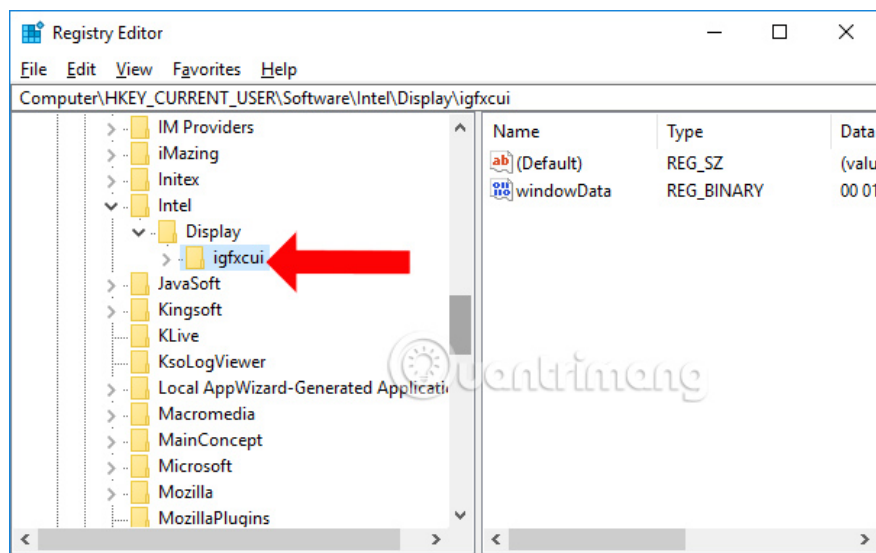 Registry Editor
File Edit View Favorites Help
Computer\HKEY_CURRENT_USER\Software\Intel\Display\igfxcui
IM Providers
iMazing
Initex
Intel
Display
igfxcui
JavaSoft
Kingsoft
KLive
KsoLogViewer
Local AppWizard-Generated Applicati
Macromedia
MainConcept
Microsoft
Mozilla
MozillaPlugins
Name Type Data
(Default) REG_SZ (valu
windowData REG_BINARY 00 01
Quantrimang